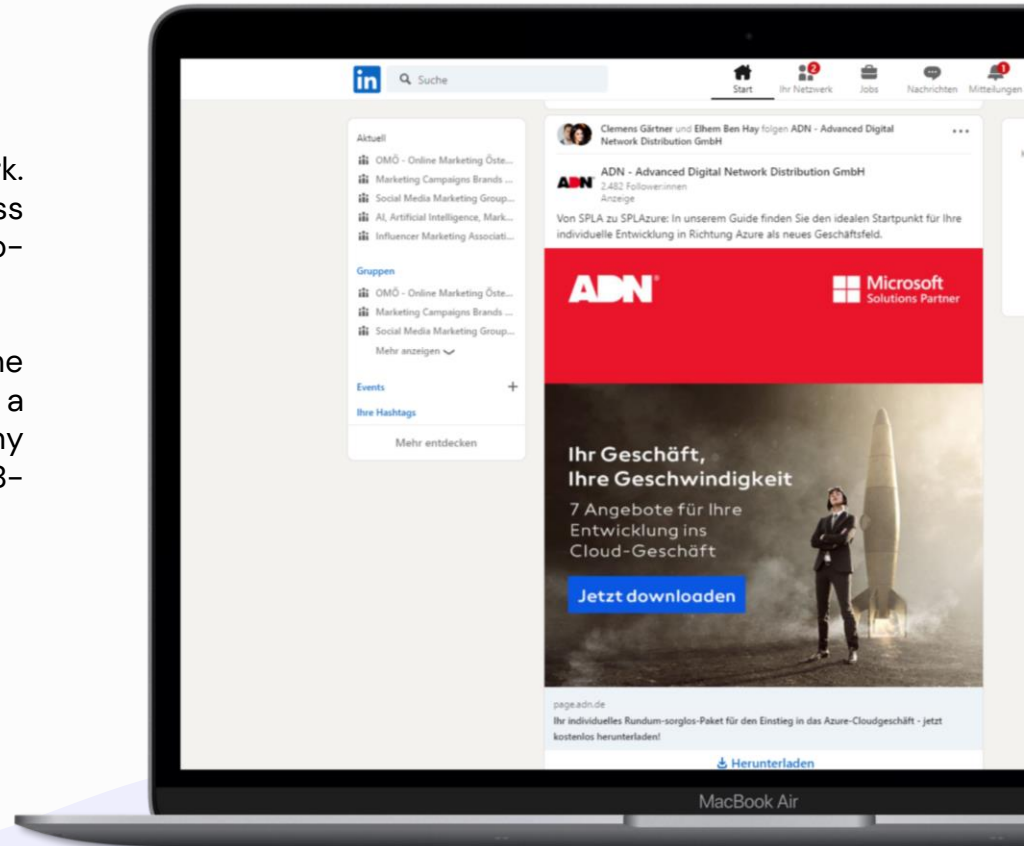 k.
ss
o-
ne
a
ny
3-
in
Suche
Start
2
Ihr Netzwerk
Jobs
Nachrichten
1
Mitteilungen
Aktuell
OMÖ - Online Marketing Öste...
Marketing Campaigns Brands ...
Social Media Marketing Group...
AI, Artificial Intelligence, Mark...
Influencer Marketing Associati...
Gruppen
OMÖ - Online Marketing Öste...
Marketing Campaigns Brands ...
Social Media Marketing Group...
Mehr anzeigen
Events
Ihre Hashtags
Mehr entdecken
Clemens Gärtner und Elhem Ben Hay folgen ADN - Advanced Digital
Network Distribution GmbH
ADN
ADN - Advanced Digital Network Distribution GmbH
2.482 Follower:innen
Anzeige
Von SPLA zu SPLAzure: In unserem Guide finden Sie den idealen Startpunkt für Ihre
individuelle Entwicklung in Richtung Azure als neues Geschäftsfeld.
ADN®
Microsoft
Solutions Partner
Ihr Geschäft,
Ihre Geschwindigkeit
7 Angebote für Ihre
Entwicklung ins
Cloud-Geschäft
Jetzt downloaden
page.adn.de
Ihr individuelles Rundum-sorglos-Paket für den Einstieg in das Azure-Cloudgeschäft - jetzt
kostenlos herunterladen!
Herunterladen
MacBook Air